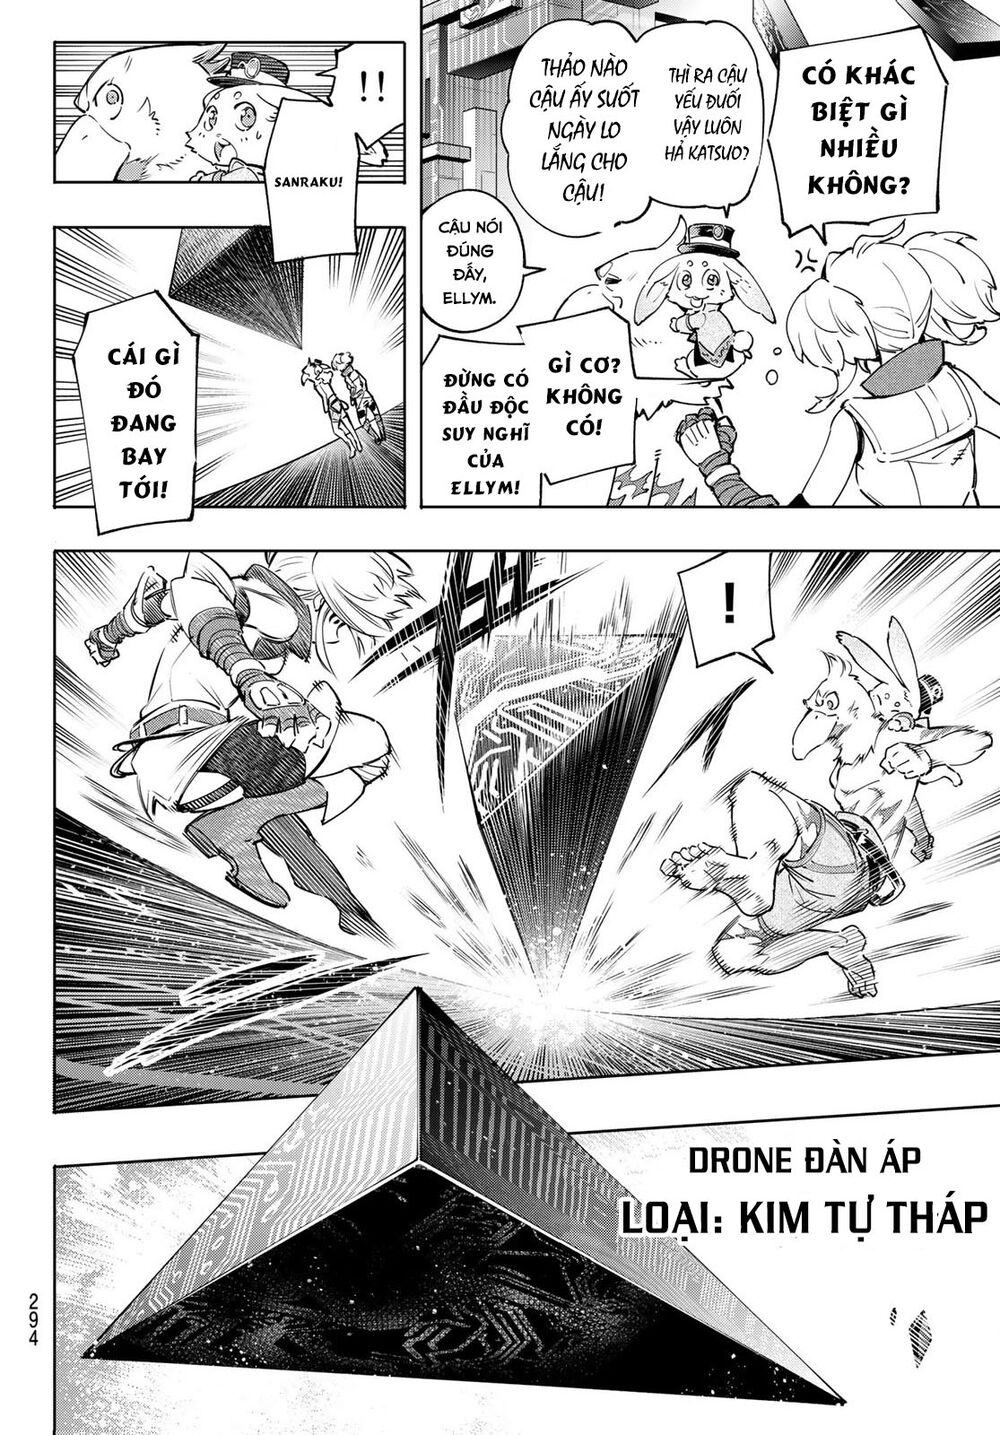 CÓ KHÁC
BIỆT GÌ
NHIỀU
KHÔNG?
THÌ RA CẬU
YẾU ĐUỐI
VẬY LUÔN
HẢ KATSUO?
THẢO NÀO
CẬU ẤY SUỐT
NGÀY LO
LẮNG CHO
CẬU!
CẬU NÓI
ĐÚNG
ĐẤY,
ELLYM.
GÌ CƠ?
KHÔNG
CÓ!
ĐỪNG CÓ
ĐẦU ĐỘC
SUY NGHĨ
CỦA
ELLYM!
!!
SANRAKU!
CÁI GÌ
ĐÓ
ĐANG
BAY
TỚI!
!
DRONE ĐÀN ÁP
LOẠI: KIM TỰ THÁP
294